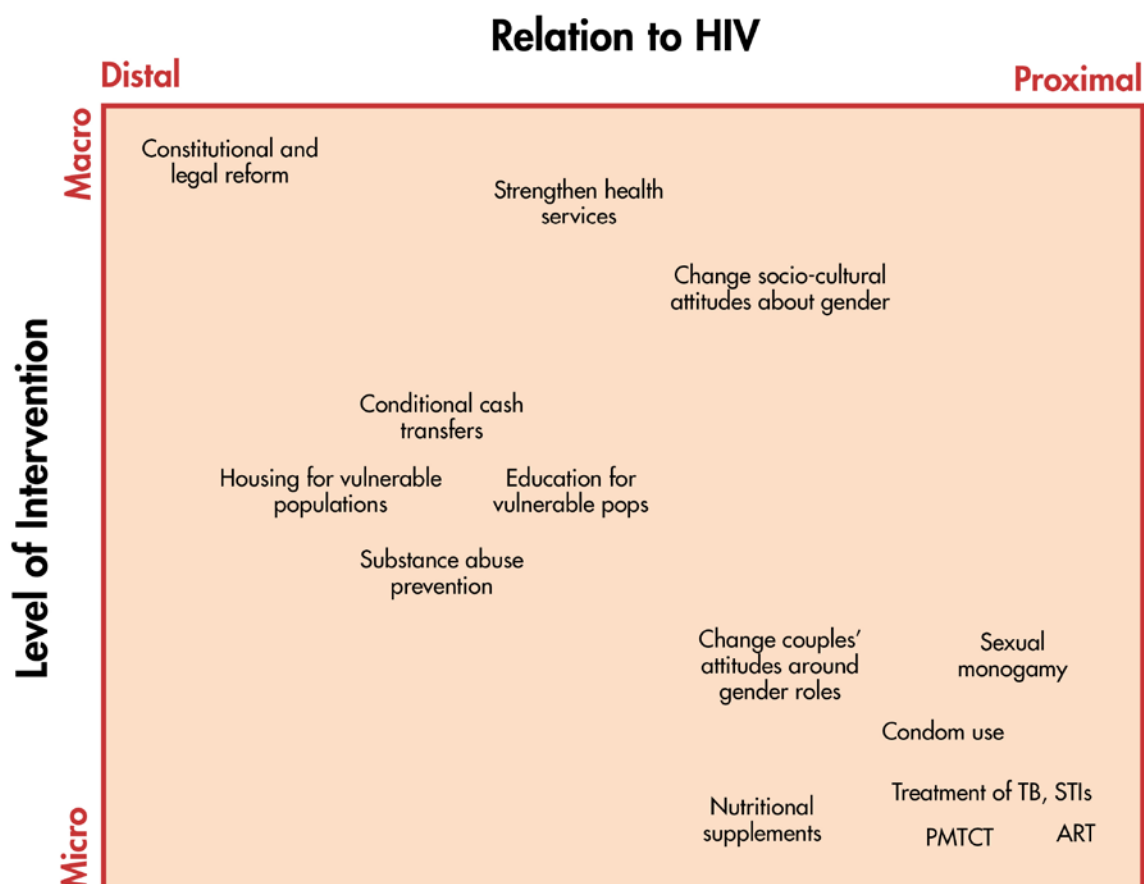 Relation to HIV
Distal
Proximal
Macro
Level of Intervention
Micro
Constitutional and
legal reform
Strengthen health
services
Change socio-cultural
attitudes about gender
Conditional cash
transfers
Housing for vulnerable
populations
Education for
vulnerable pops
Substance abuse
prevention
Change couples’
attitudes around
gender roles
Sexual
monogamy
Condom use
Treatment of TB, STIs
Nutritional
supplements
PMTCT
ART